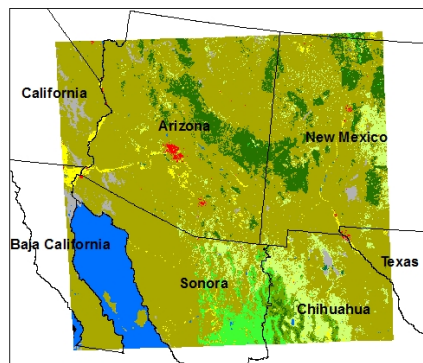 California
Arizona
New Mexico
Baja California
Sonora
Texas
Chihuahua